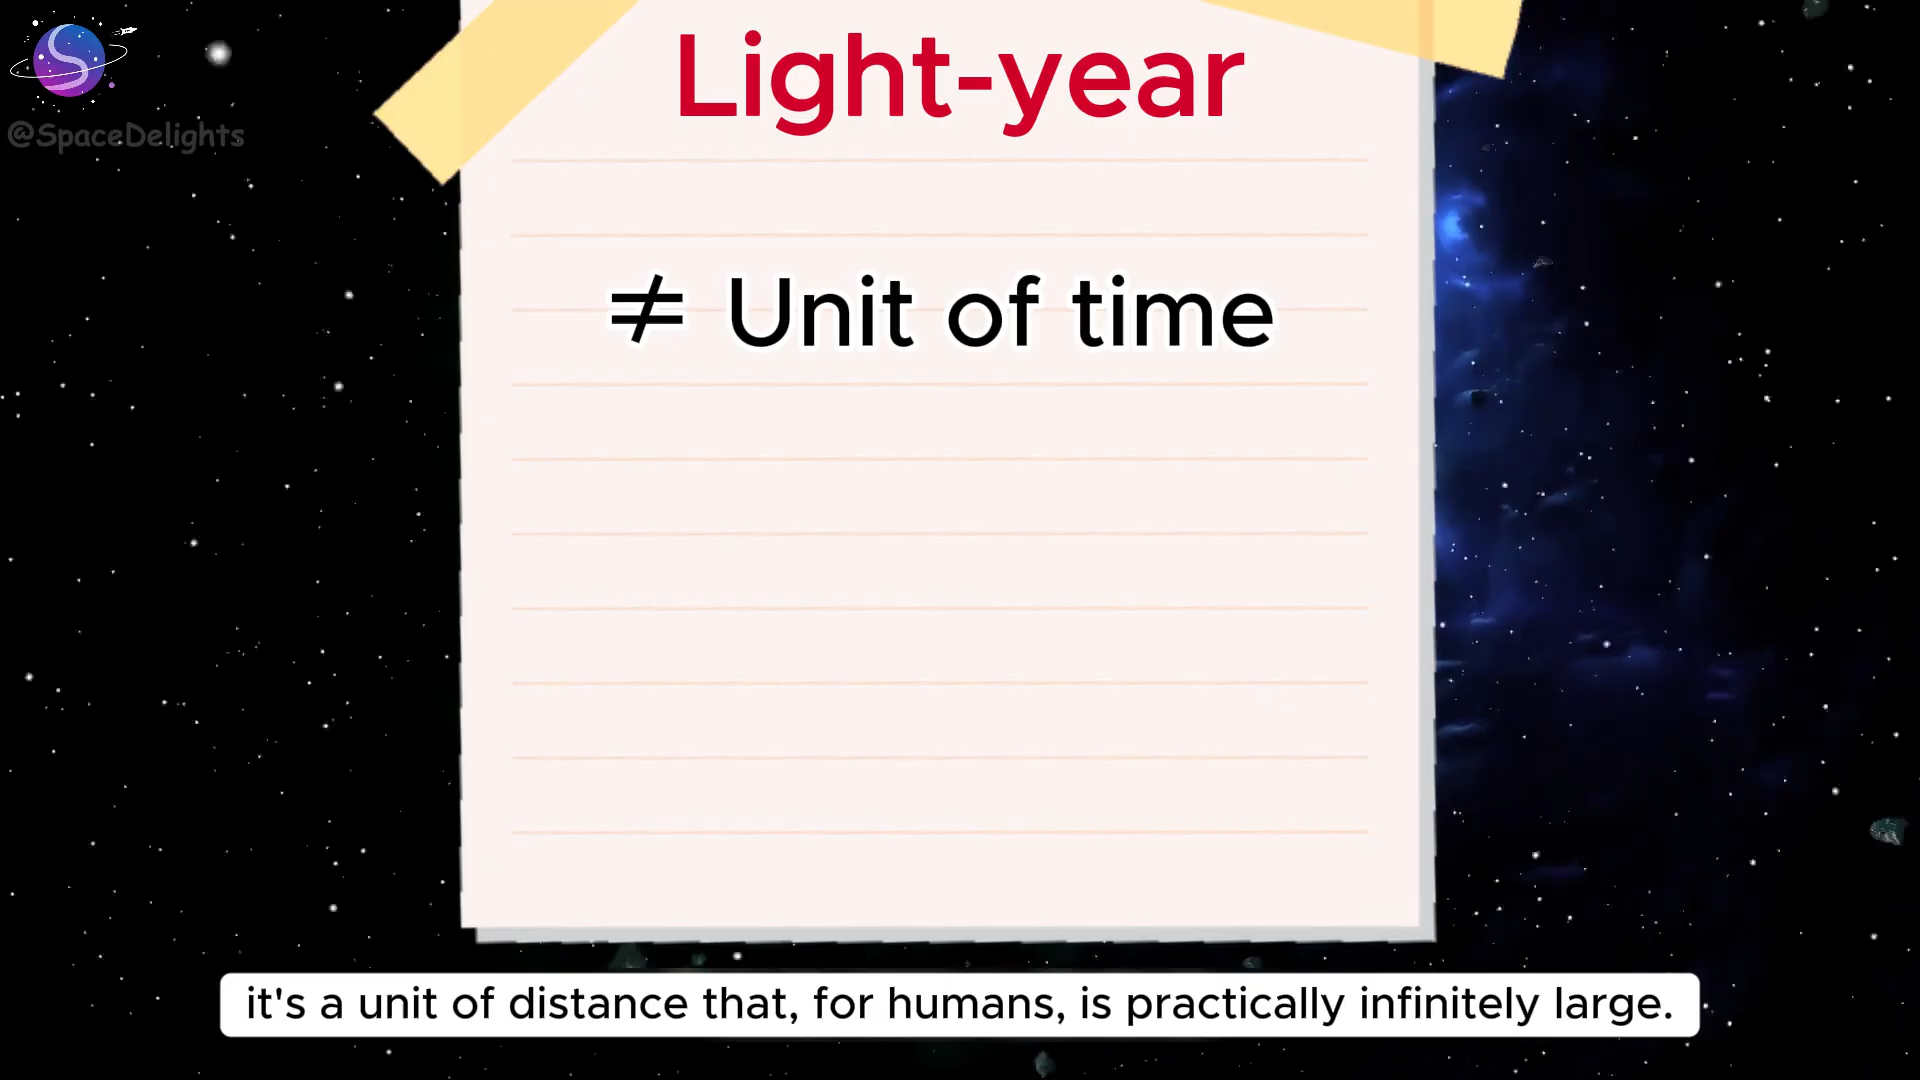 @SpaceDelights
Light-year
≠ Unit of time
it's a unit of distance that, for humans, is practically infinitely large.